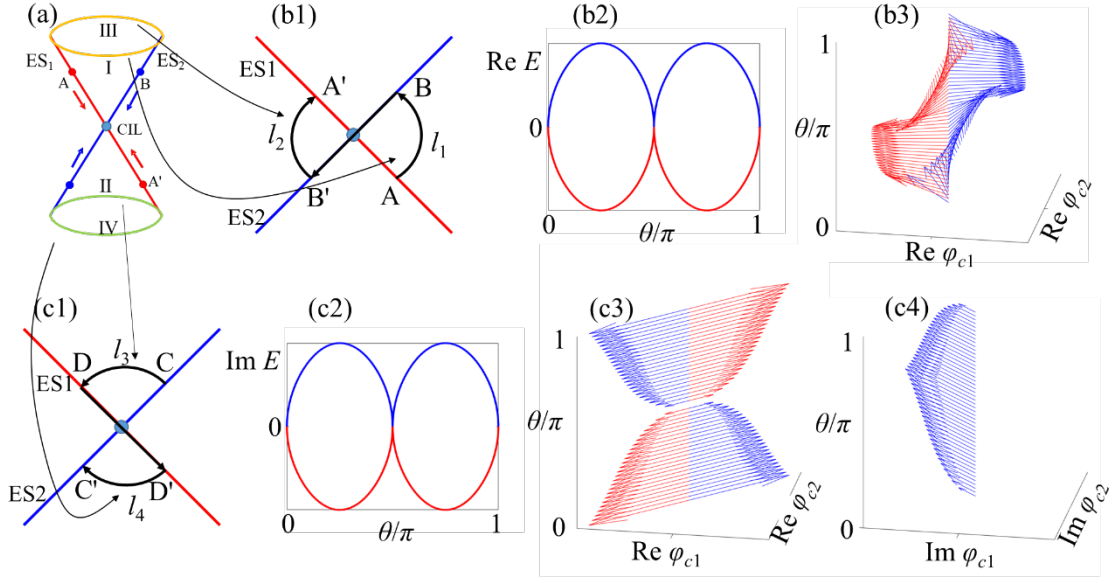 (a)
III
ES₁
I
ES₂
A
B
CIL
A'
II
IV
(b1)
ES1
A'
B
l₂
l₁
B'
A
ES2
(b2)
Re E
0
0
1
θ/π
(b3)
1
θ/π
0
Re φc1
Re φc2
(c1)
D
l₃
C
ES1
ES2
C'
D'
l₄
(c2)
Im E
0
0
1
θ/π
(c3)
1
θ/π
0
Re φc1
Re φc2
(c4)
1
θ/π
0
Im φc1
Im φc2